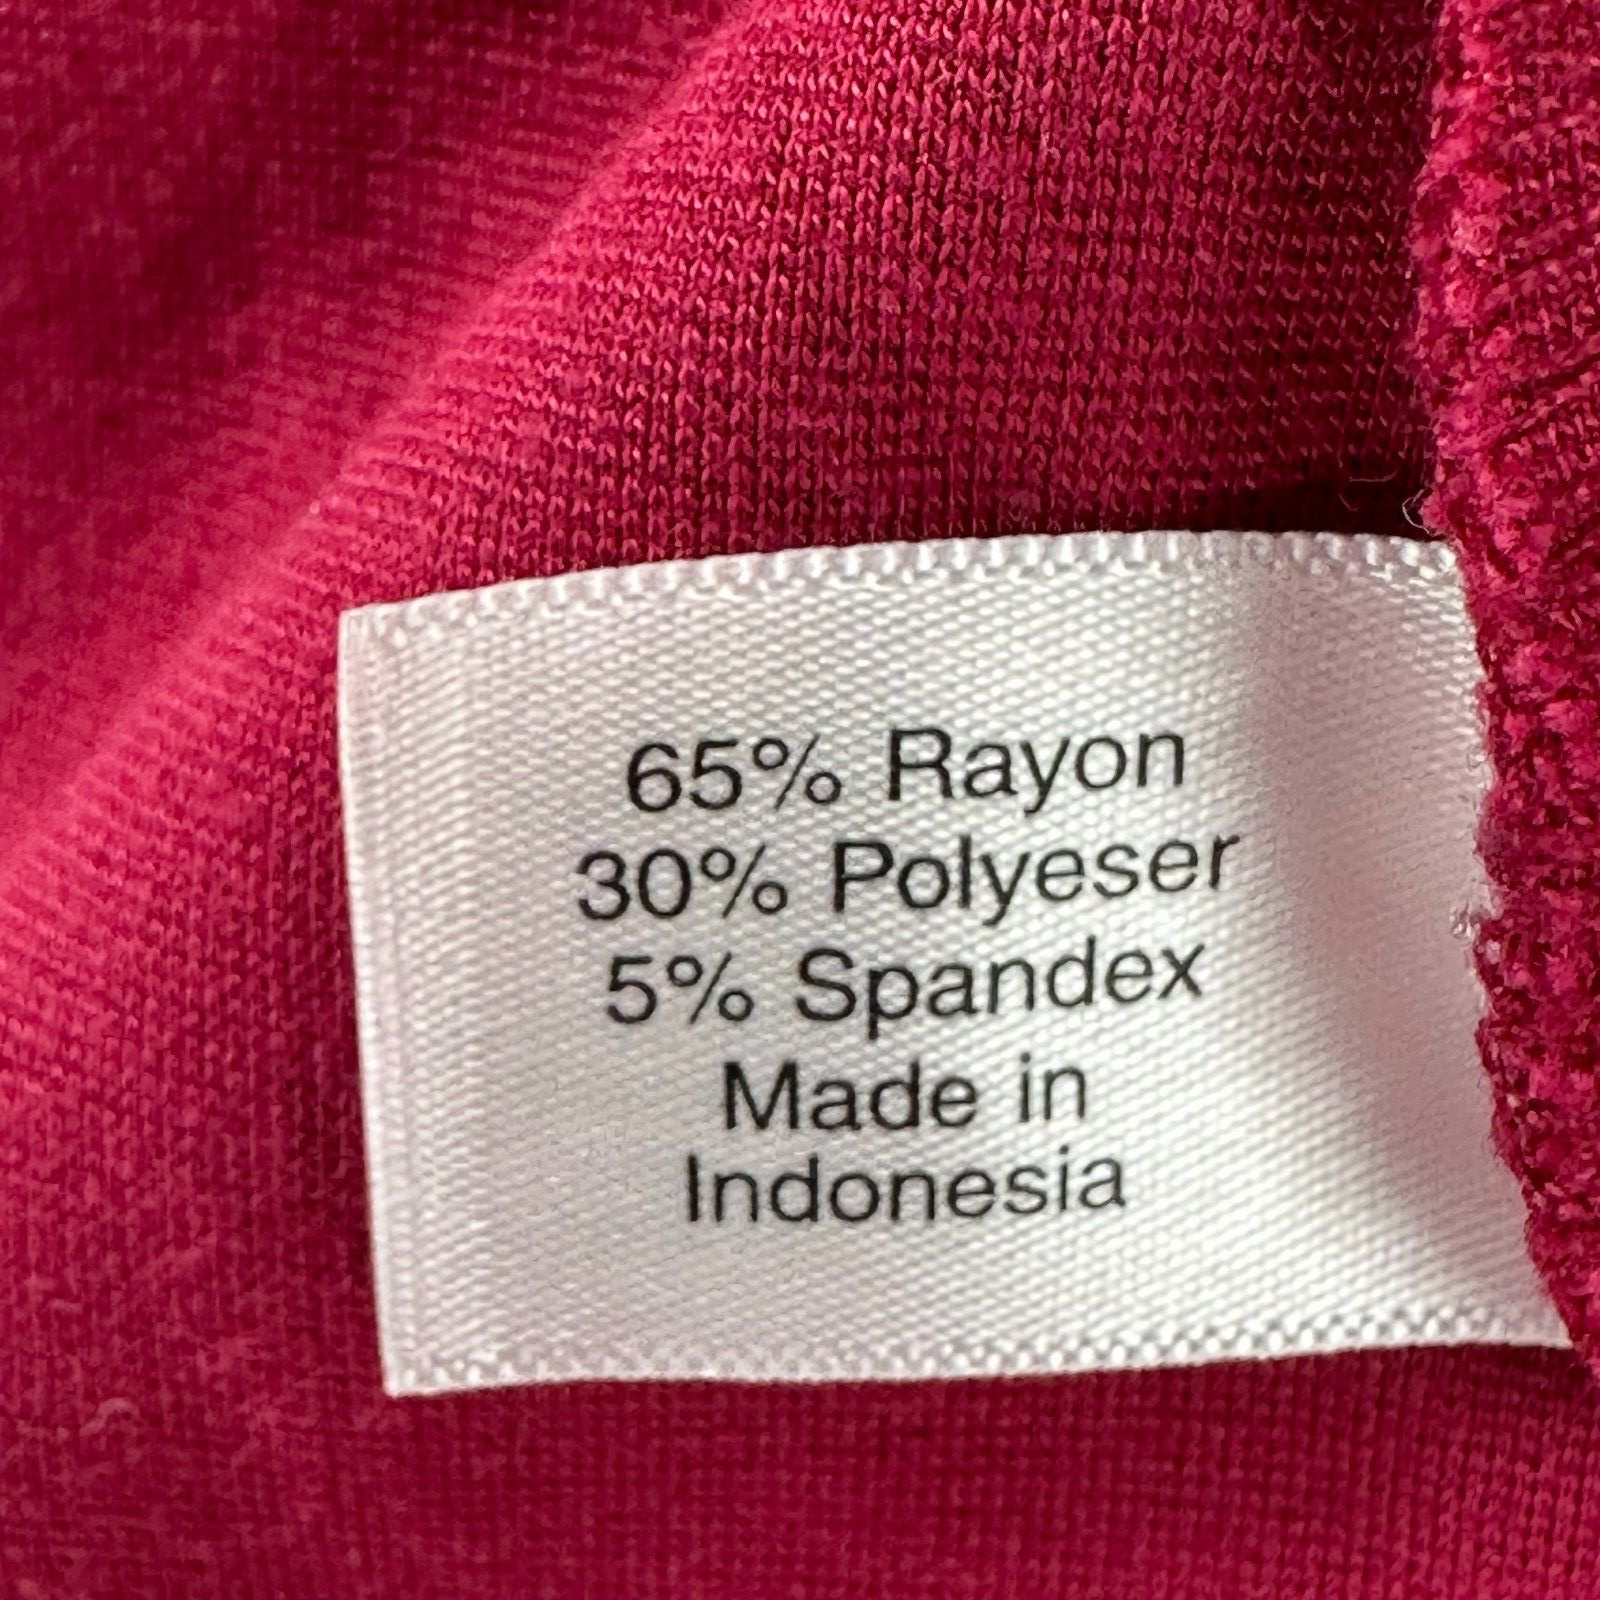 65% Rayon
30% Polyeser
5% Spandex
Made in
Indonesia